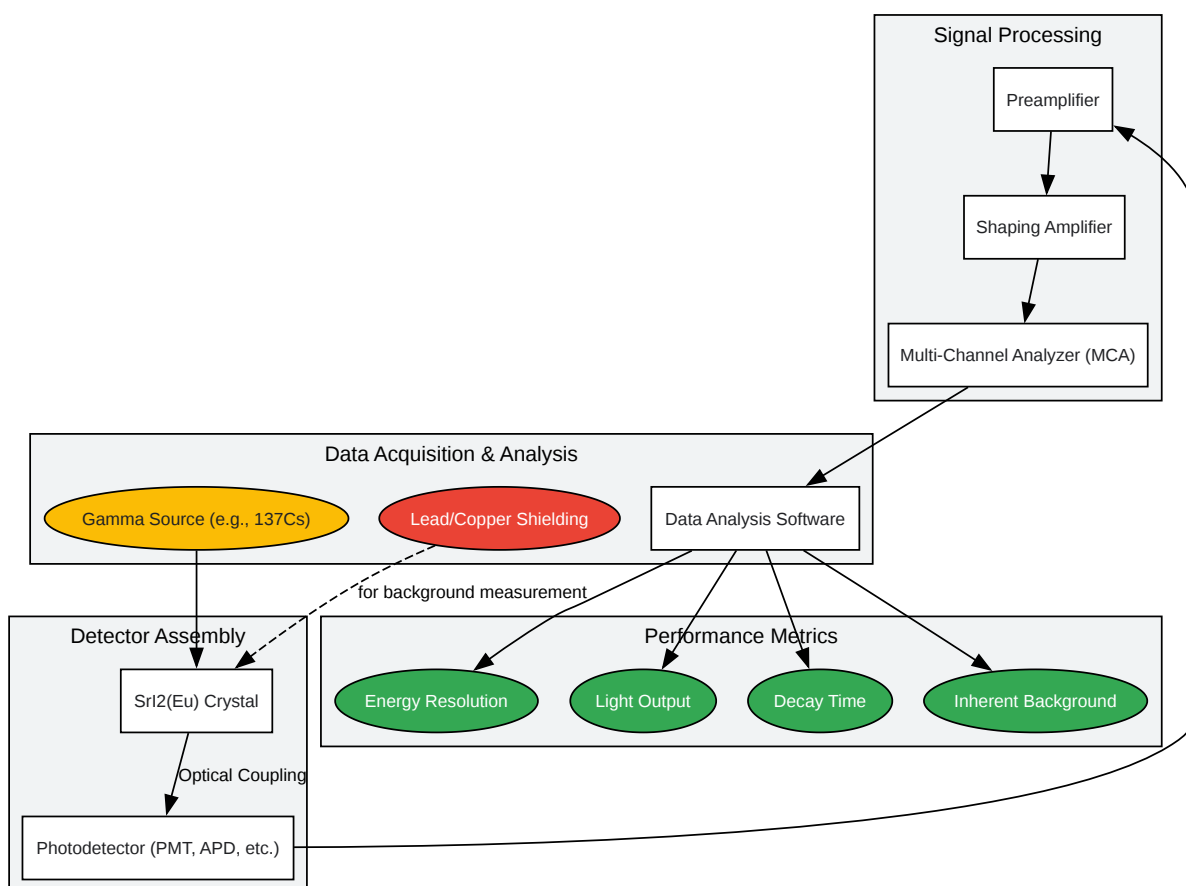 Signal Processing
Preamplifier
Shaping Amplifier
Multi-Channel Analyzer (MCA)
Data Acquisition & Analysis
Gamma Source (e.g., 137Cs)
Lead/Copper Shielding
Data Analysis Software
for background measurement
Detector Assembly
Performance Metrics
SrI2(Eu) Crystal
Energy Resolution
Light Output
Decay Time
Inherent Background
Optical Coupling
Photodetector (PMT, APD, etc.)